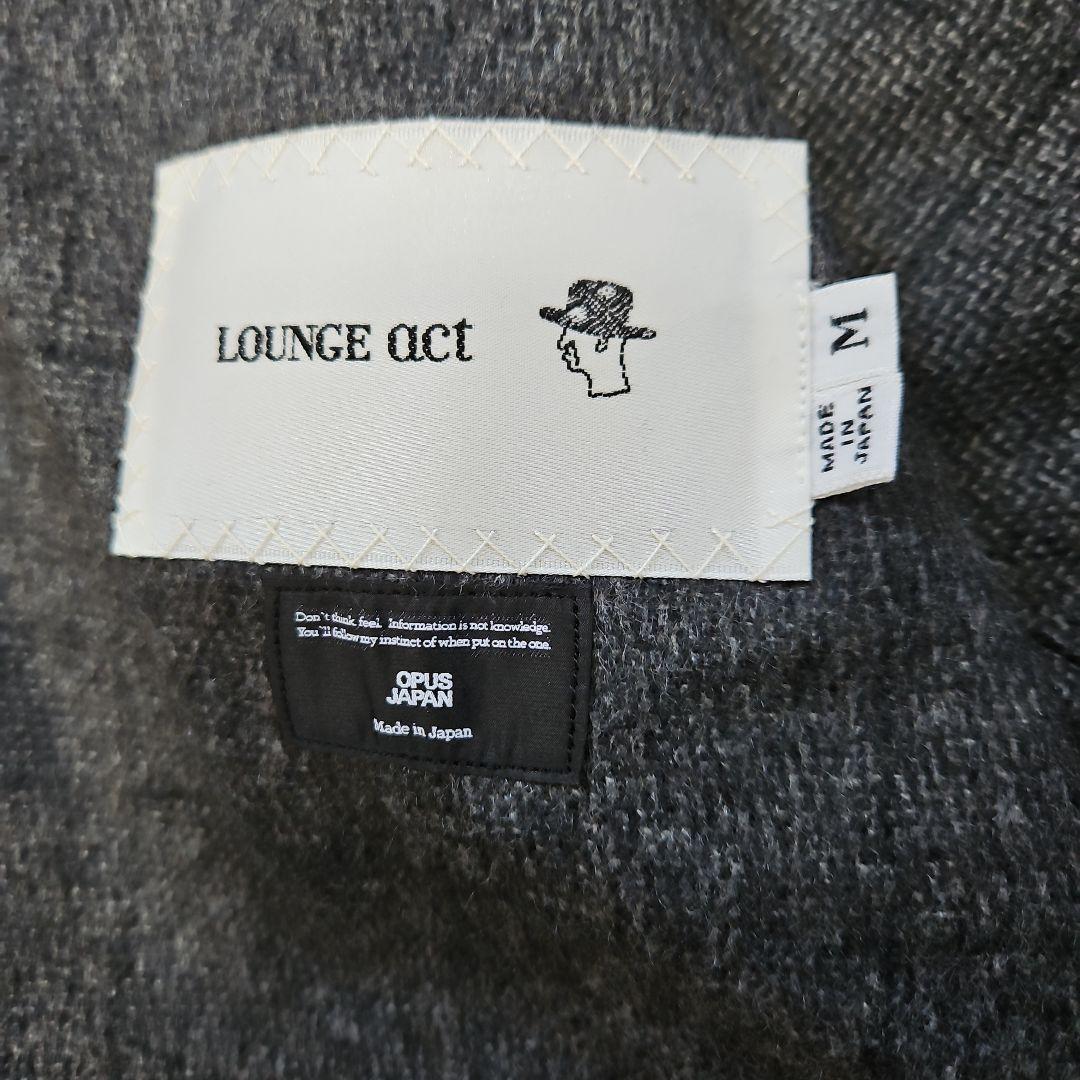 LOUNGE act
M
MADE
IN
JAPAN
Don't think feel. Information is not knowledge.
You'll follow my instinct of when put on the one.
OPUS
JAPAN
Made in Japan